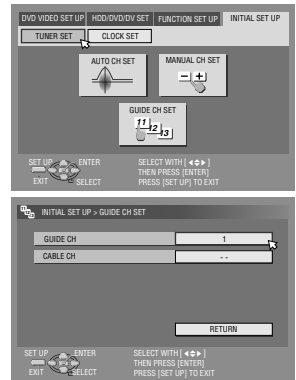 DVD VIDEO SET UP HDD/DVD/DV SET FUNCTION SET UP INITIAL SET UP
TUNER SET CLOCK SET
AUTO CH SET MANUAL CH SET
GUIDE CH SET
11 12 13
SET UP ENTER SELECT WITH [ ]
THEN PRESS [ENTER]
EXIT SELECT PRESS [SET UP] TO EXIT
INITIAL SET UP > GUIDE CH SET
GUIDE CH 1
CABLE CH - -
RETURN
SET UP ENTER SELECT WITH [ ]
THEN PRESS [ENTER]
EXIT SELECT PRESS [SET UP] TO EXIT